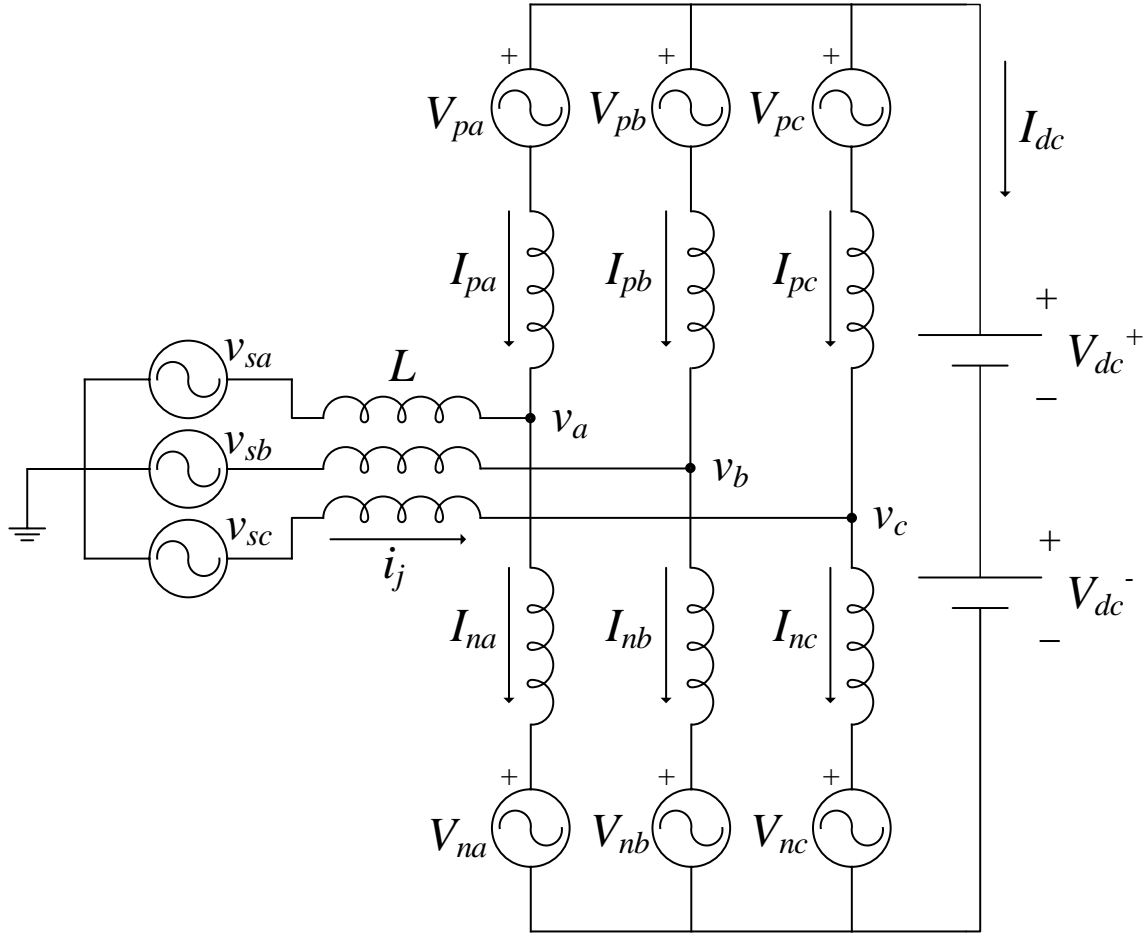 + + +
V_pa V_pb V_pc
I_dc
I_pa I_pb I_pc
+
V_dc^+
−
v_sa
L
v_a
v_sb
v_b
v_sc
v_c
i_j
+
V_dc^-
−
I_na I_nb I_nc
+ + +
V_na V_nb V_nc